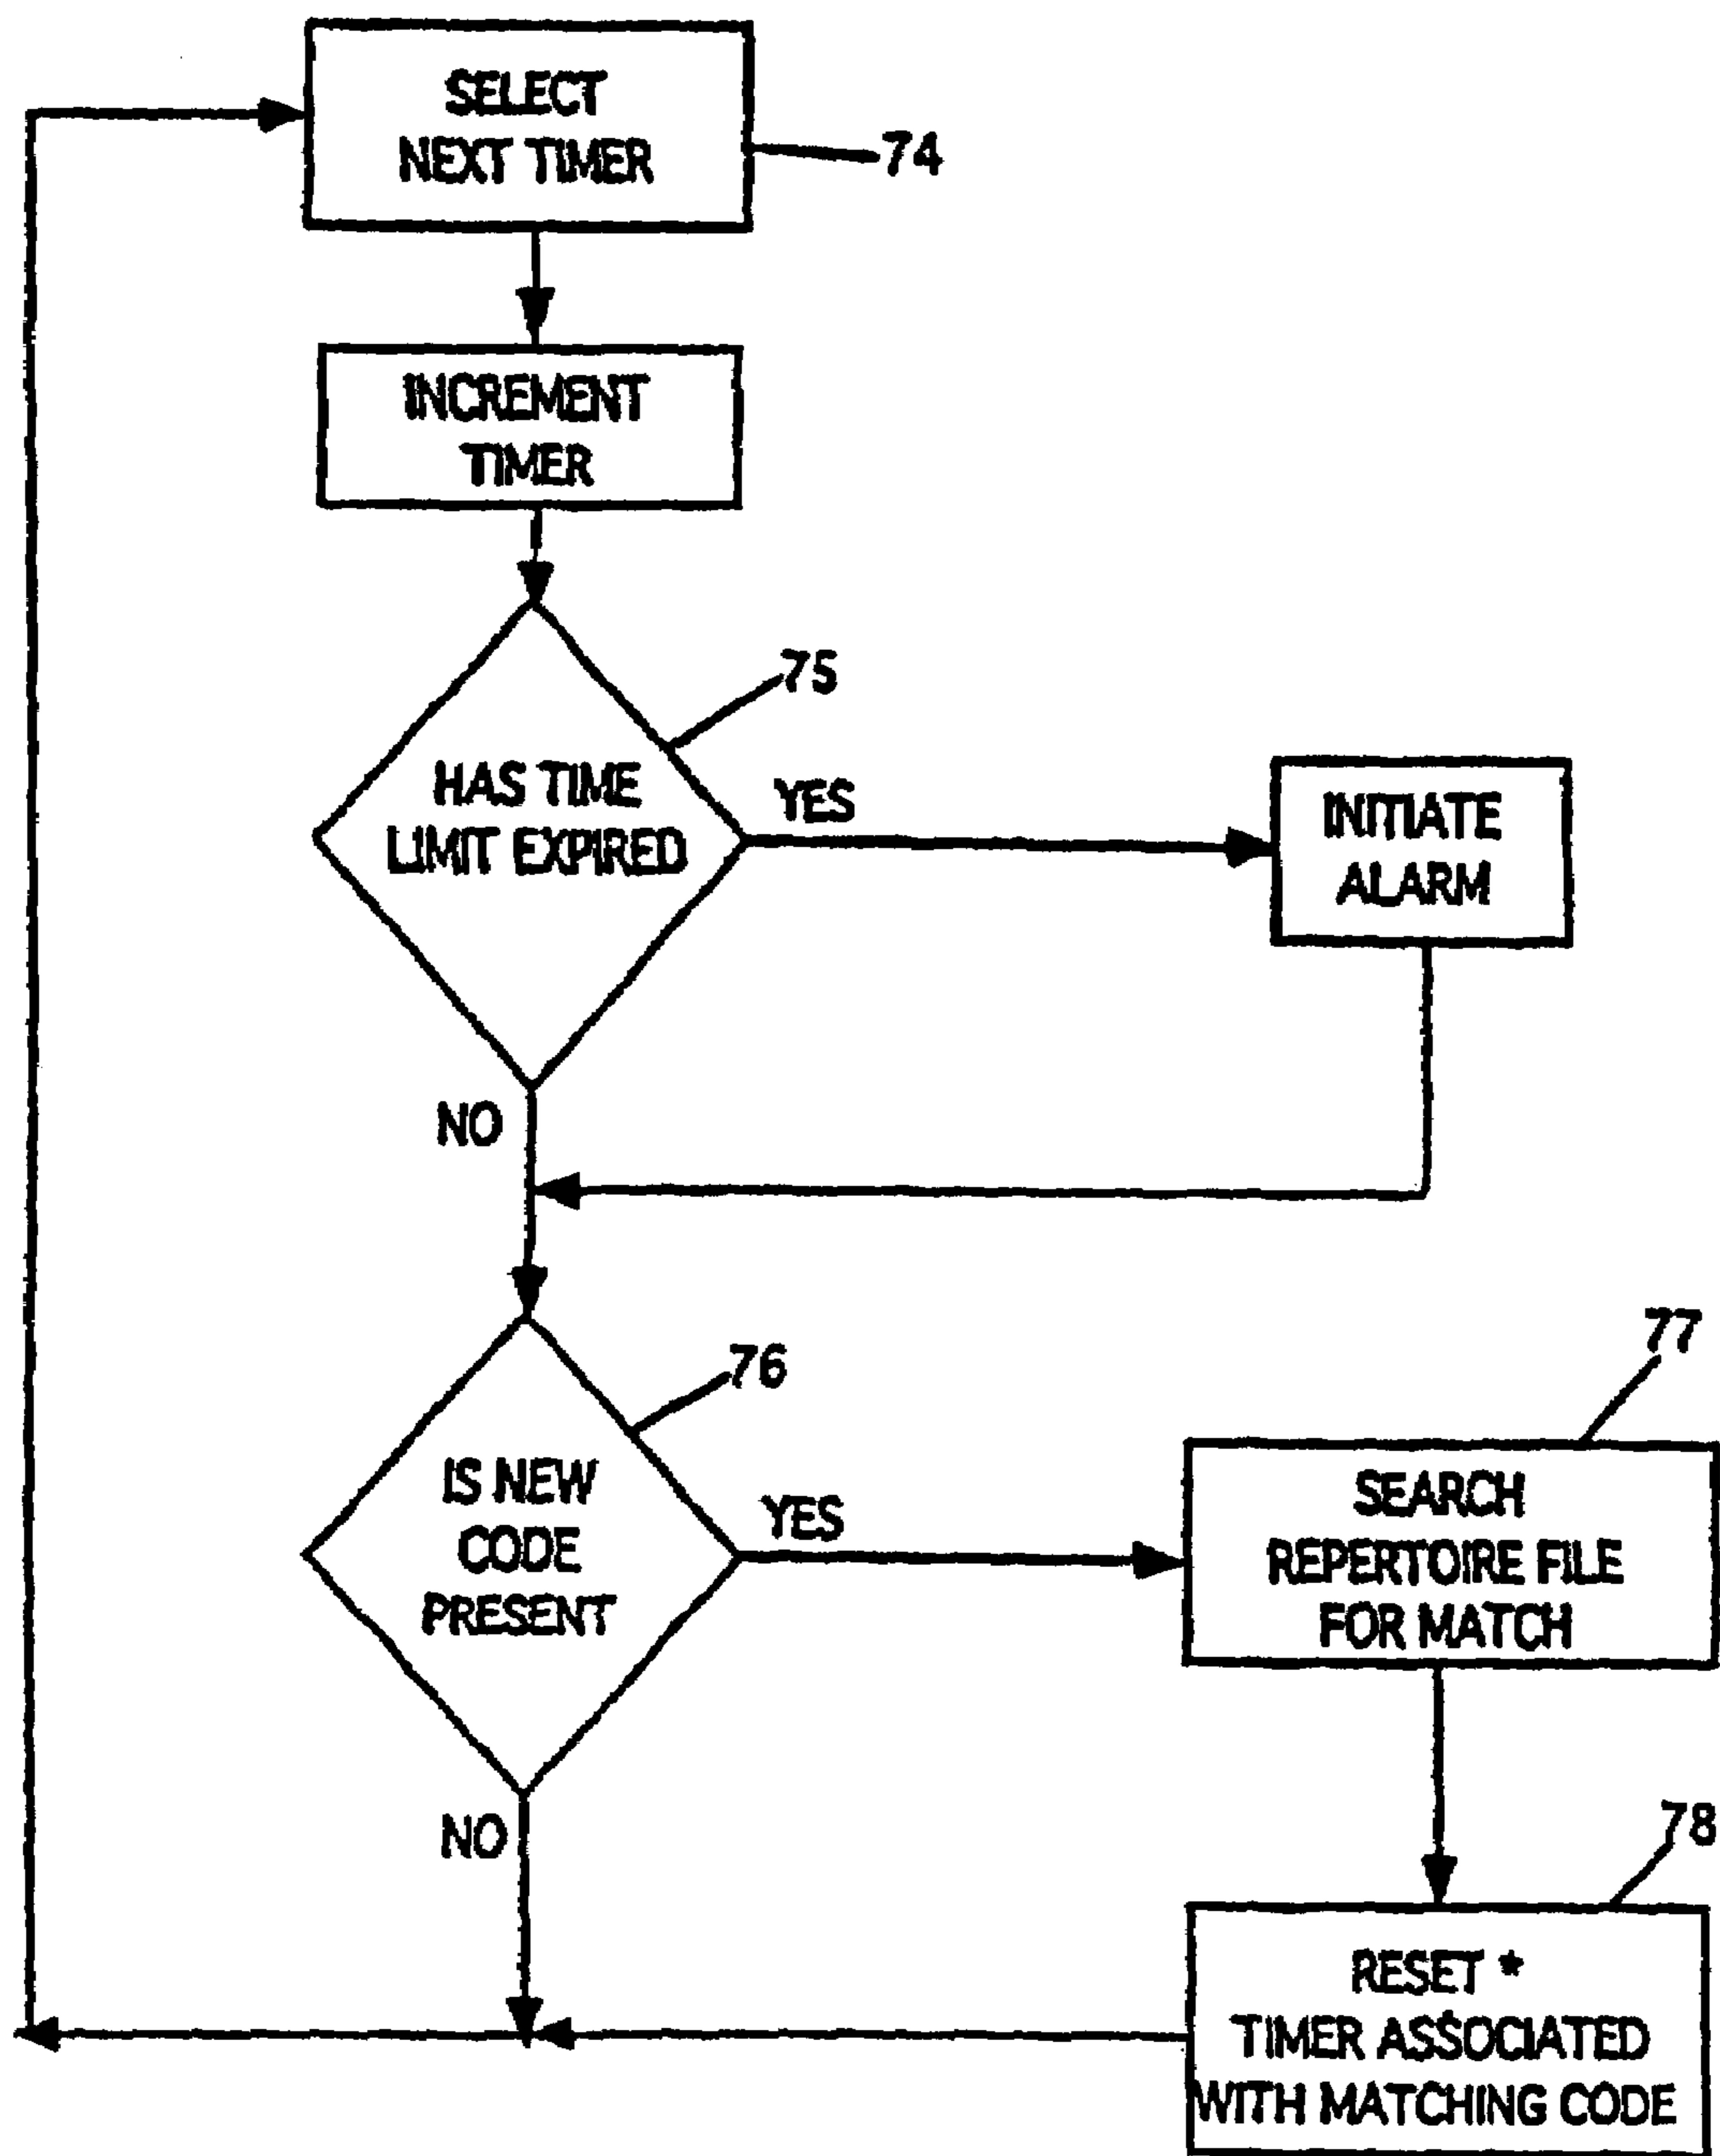 SELECT
NEXT TIMER
74
INCREMENT
TIMER
75
HAS TIME
LIMIT EXPIRED
YES
INITIATE
ALARM
NO
76
77
IS NEW
CODE
PRESENT
YES
SEARCH
REPERTOIRE FILE
FOR MATCH
NO
78
RESET *
TIMER ASSOCIATED
WITH MATCHING CODE